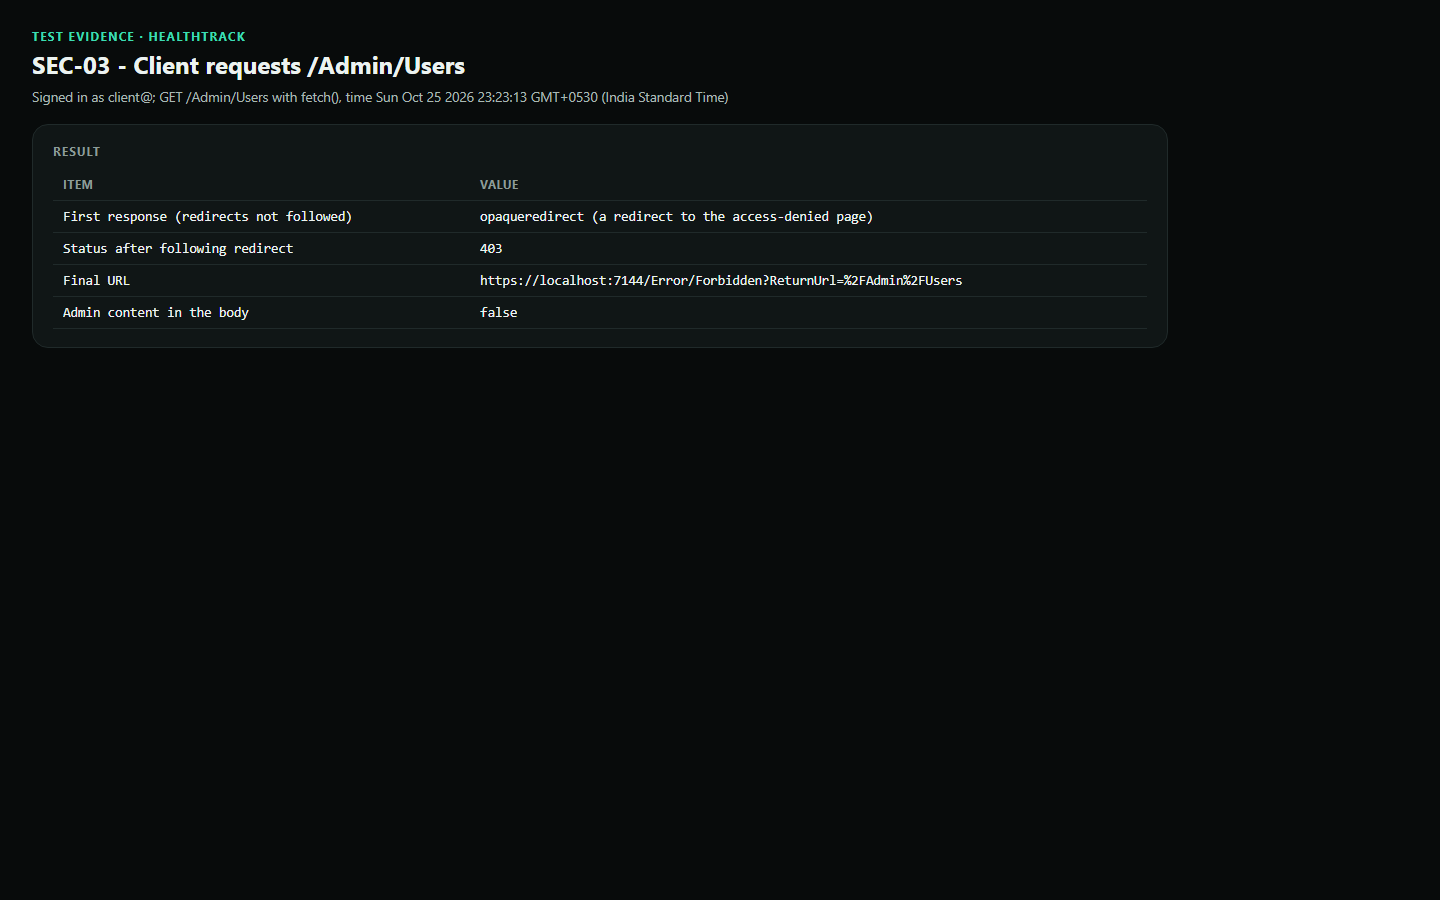 TEST EVIDENCE · HEALTHTRACK
SEC-03 - Client requests /Admin/Users
Signed in as client@; GET /Admin/Users with fetch(), time Sun Oct 25 2026 23:23:13 GMT+0530 (India Standard Time)
RESULT
ITEM VALUE
First response (redirects not followed) opaqueredirect (a redirect to the access-denied page)
Status after following redirect 403
Final URL https://localhost:7144/Error/Forbidden?ReturnUrl=%2FAdmin%2FUsers
Admin content in the body false